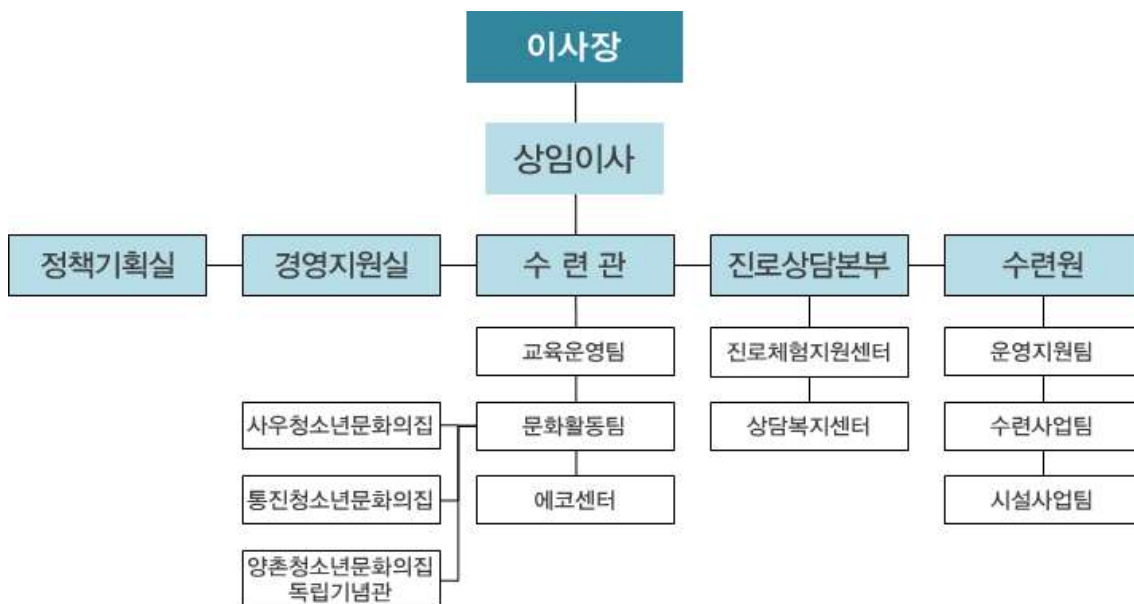 이사장
상임이사
정책기획실
경영지원실
수 련 관
진로상담본부
수련원
교육운영팀
진로체험지원센터
운영지원팀
사우청소년문화의집
문화활동팀
상담복지센터
수련사업팀
통진청소년문화의집
에코센터
시설사업팀
양촌청소년문화의집
독립기념관